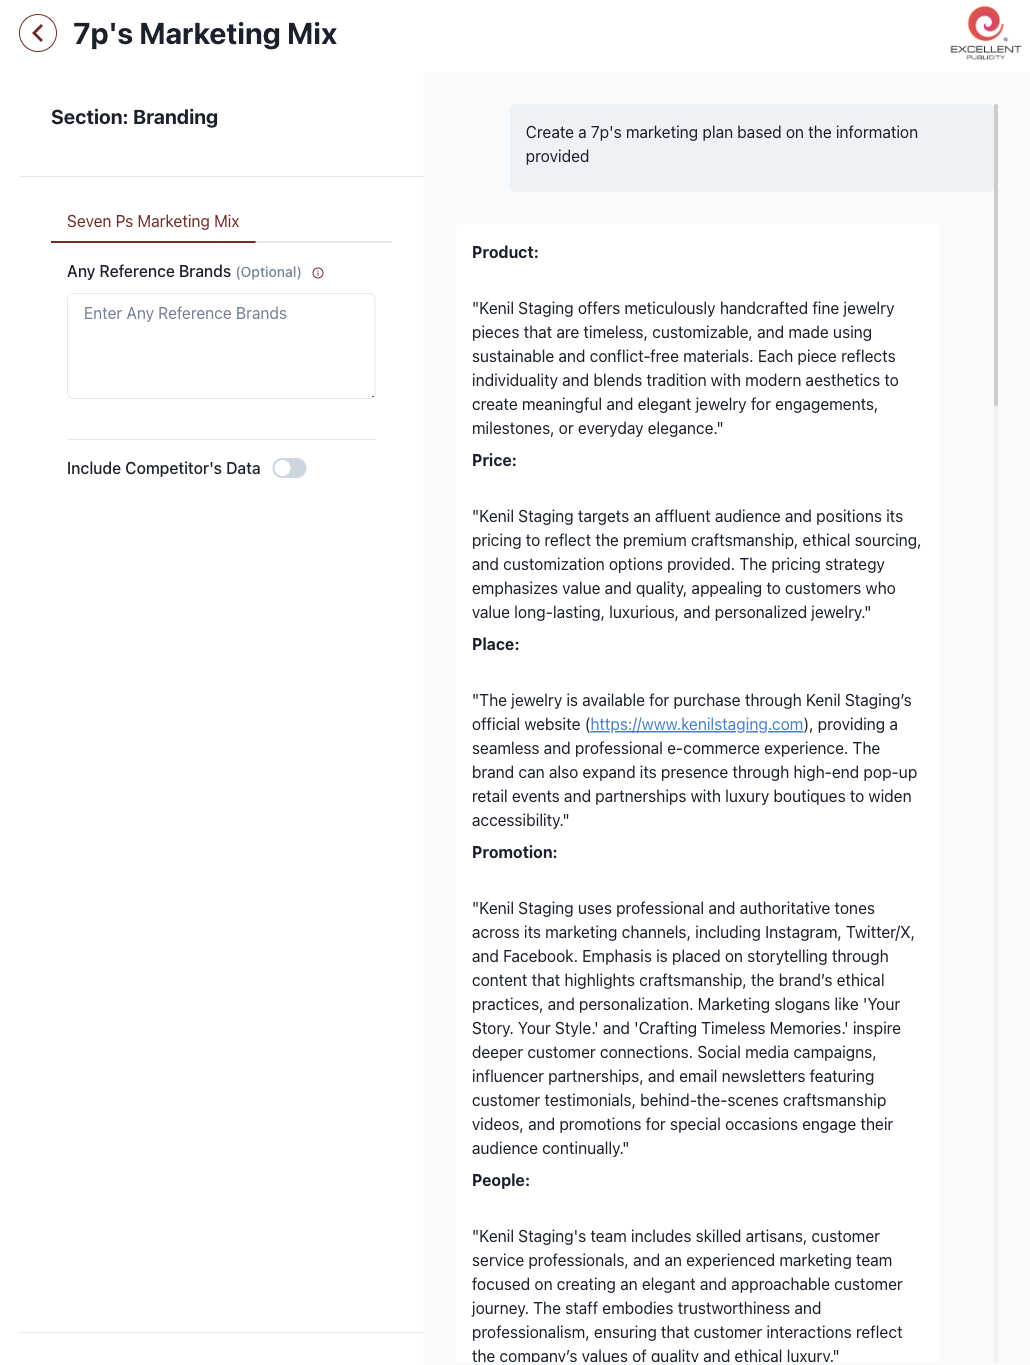 7p's Marketing Mix
EXCELLENT
PUBLICITY
Section: Branding
Seven Ps Marketing Mix
Any Reference Brands (Optional)
Enter Any Reference Brands
Include Competitor's Data
Create a 7p's marketing plan based on the information
provided
Product:
"Kenil Staging offers meticulously handcrafted fine jewelry
pieces that are timeless, customizable, and made using
sustainable and conflict-free materials. Each piece reflects
individuality and blends tradition with modern aesthetics to
create meaningful and elegant jewelry for engagements,
milestones, or everyday elegance."
Price:
"Kenil Staging targets an affluent audience and positions its
pricing to reflect the premium craftsmanship, ethical sourcing,
and customization options provided. The pricing strategy
emphasizes value and quality, appealing to customers who
value long-lasting, luxurious, and personalized jewelry."
Place:
"The jewelry is available for purchase through Kenil Staging’s
official website (https://www.kenilstaging.com), providing a
seamless and professional e-commerce experience. The
brand can also expand its presence through high-end pop-up
retail events and partnerships with luxury boutiques to widen
accessibility."
Promotion:
"Kenil Staging uses professional and authoritative tones
across its marketing channels, including Instagram, Twitter/X,
and Facebook. Emphasis is placed on storytelling through
content that highlights craftsmanship, the brand’s ethical
practices, and personalization. Marketing slogans like 'Your
Story. Your Style.' and 'Crafting Timeless Memories.' inspire
deeper customer connections. Social media campaigns,
influencer partnerships, and email newsletters featuring
customer testimonials, behind-the-scenes craftsmanship
videos, and promotions for special occasions engage their
audience continually."
People:
"Kenil Staging's team includes skilled artisans, customer
service professionals, and an experienced marketing team
focused on creating an elegant and approachable customer
journey. The staff embodies trustworthiness and
professionalism, ensuring that customer interactions reflect
the company’s values of quality and ethical luxury."